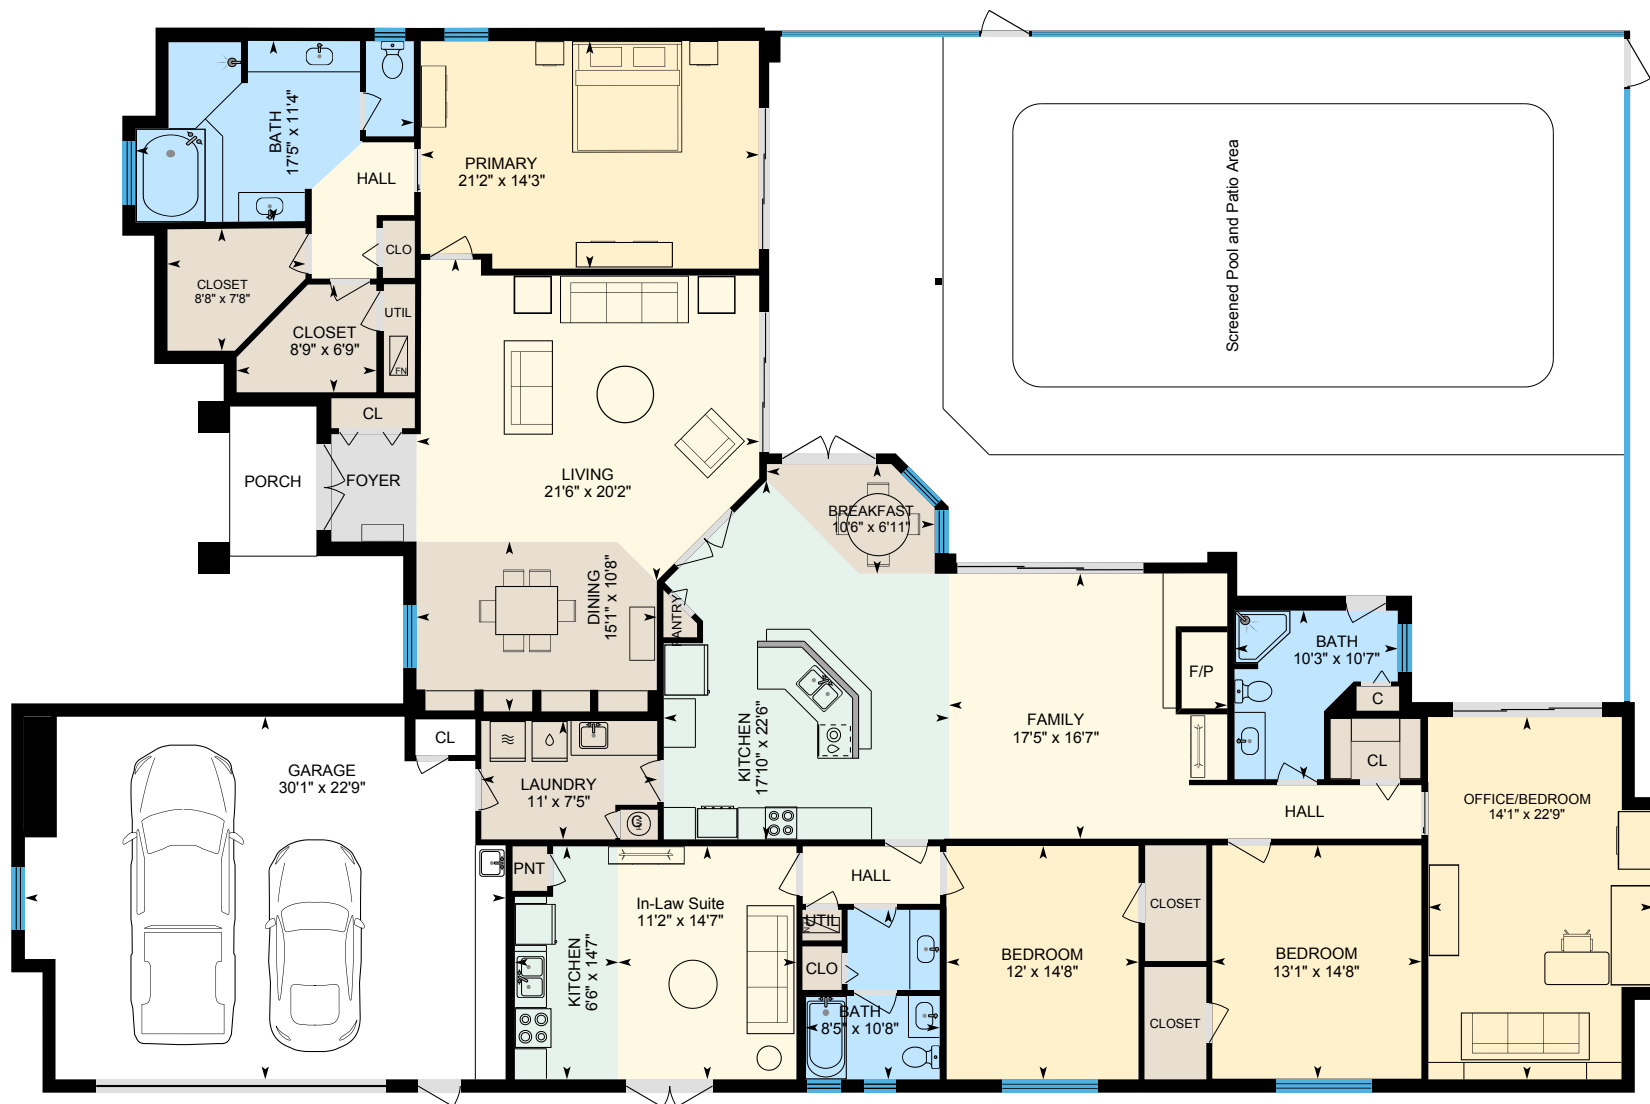 BATH
17'5" x 11'4"
HALL
PRIMARY
21'2" x 14'3"
CLO
CLOSET
8'8" x 7'8"
UTIL
CLOSET
8'9" x 6'9"
FN
CL
PORCH
FOYER
LIVING
21'6" x 20'2"
Screened Pool and Patio Area
BREAKFAST
10'6" x 6'11"
DINING
15'1" x 10'8"
PANTRY
F/P
BATH
10'3" x 10'7"
C
KITCHEN
17'10" x 22'6"
FAMILY
17'5" x 16'7"
CL
CL
GARAGE
30'1" x 22'9"
LAUNDRY
11' x 7'5"
HALL
OFFICE/BEDROOM
14'1" x 22'9"
PNT
In-Law Suite
11'2" x 14'7"
HALL
UTIL
CLO
KITCHEN
6'6" x 14'7"
BATH
8'5" x 10'8"
BEDROOM
12' x 14'8"
CLOSET
CLOSET
BEDROOM
13'1" x 14'8"